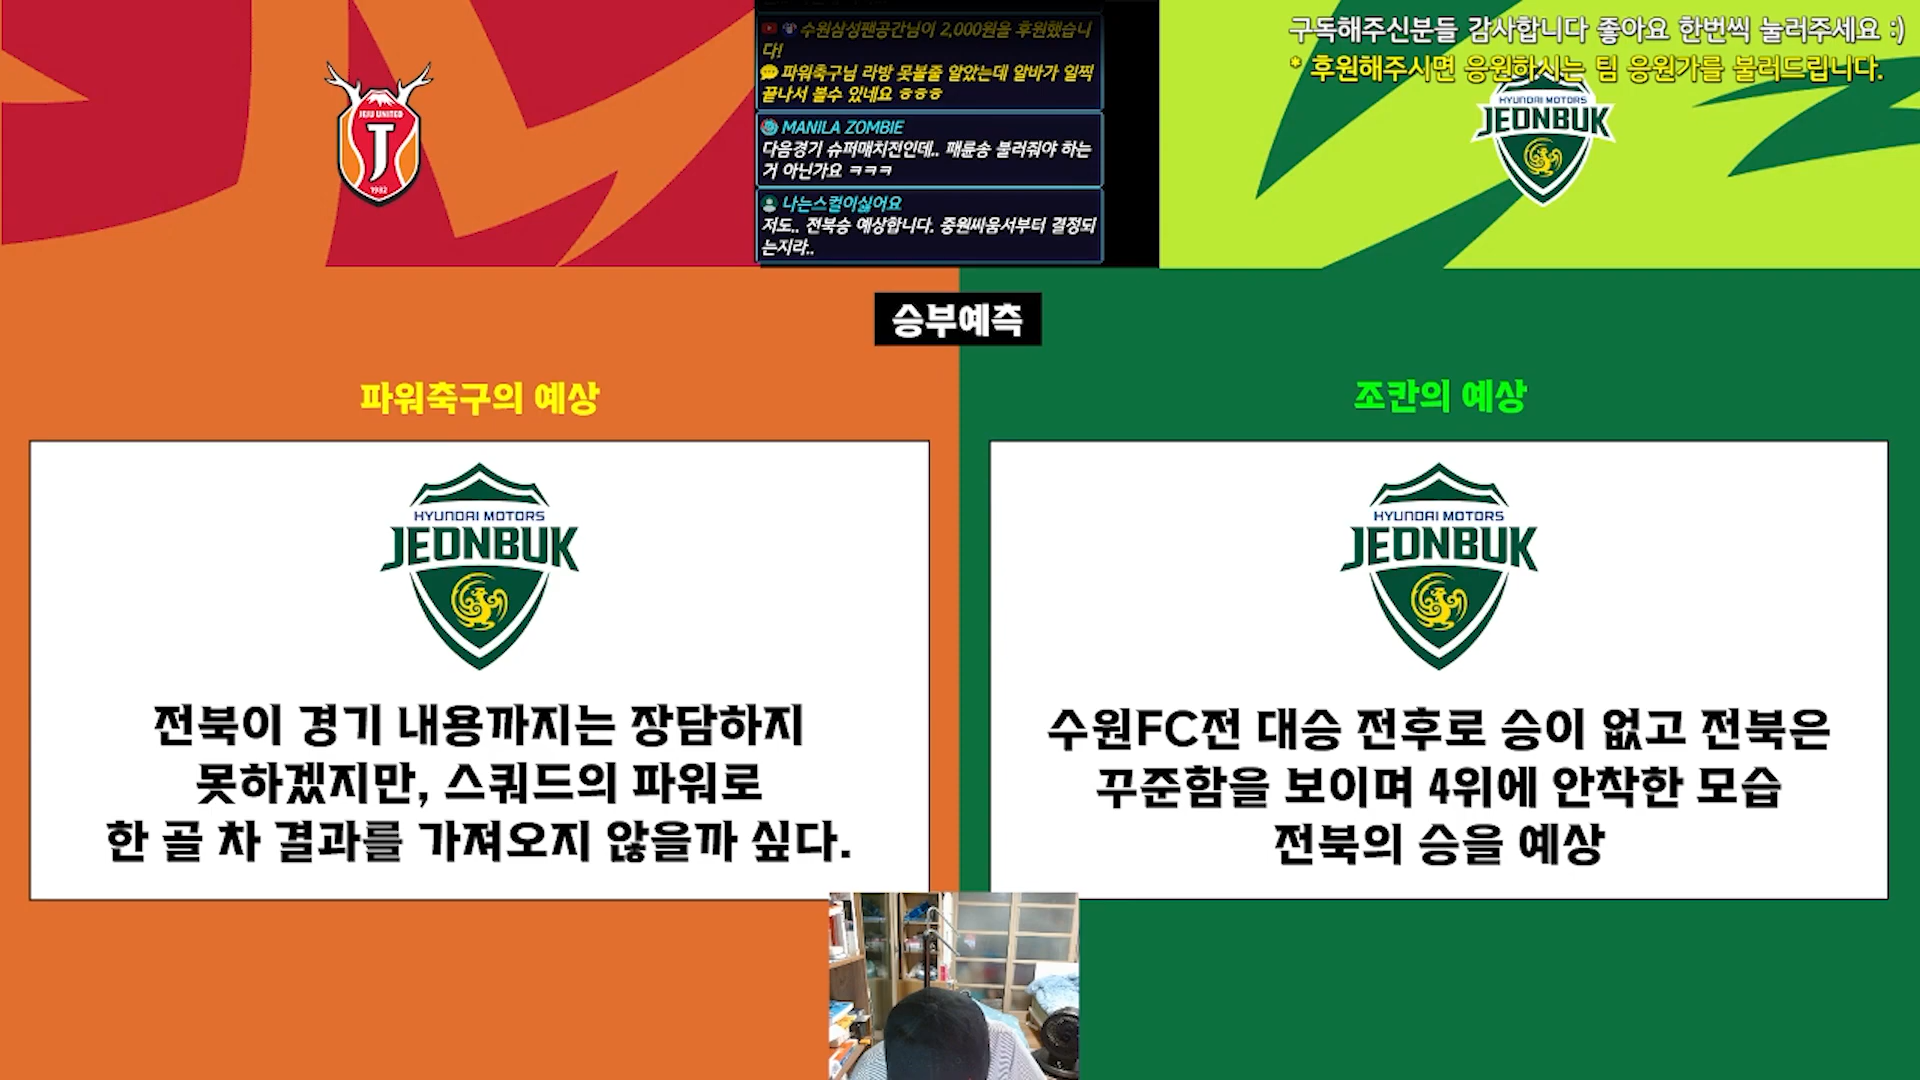 수원삼성팬공간님이 2,000원을 후원했습니
다!
파워축구님 라방 못볼줄 알았는데 알바가 일찍
끝나서 볼수 있네요 ㅎㅎㅎ
MANILA ZOMBIE
다음경기 슈퍼매치전인데.. 패륜송 불러줘야 하는
거 아닌가요 ㅋㅋㅋ
나는스컬이싫어요
저도.. 전북승 예상합니다. 중원싸움서부터 결정되
는지라..
구독해주신분들 감사합니다 좋아요 한번씩 눌러주세요 :)
* 후원해주시면 응원하시는 팀 응원가를 불러드립니다.
JEJU UNITED
J
1982
HYUNDAI MOTORS
JEONBUK
승부예측
파워축구의 예상
HYUNDAI MOTORS
JEONBUK
전북이 경기 내용까지는 장담하지
못하겠지만, 스쿼드의 파워로
한 골 차 결과를 가져오지 않을까 싶다.
조칸의 예상
HYUNDAI MOTORS
JEONBUK
수원FC전 대승 전후로 승이 없고 전북은
꾸준함을 보이며 4위에 안착한 모습
전북의 승을 예상